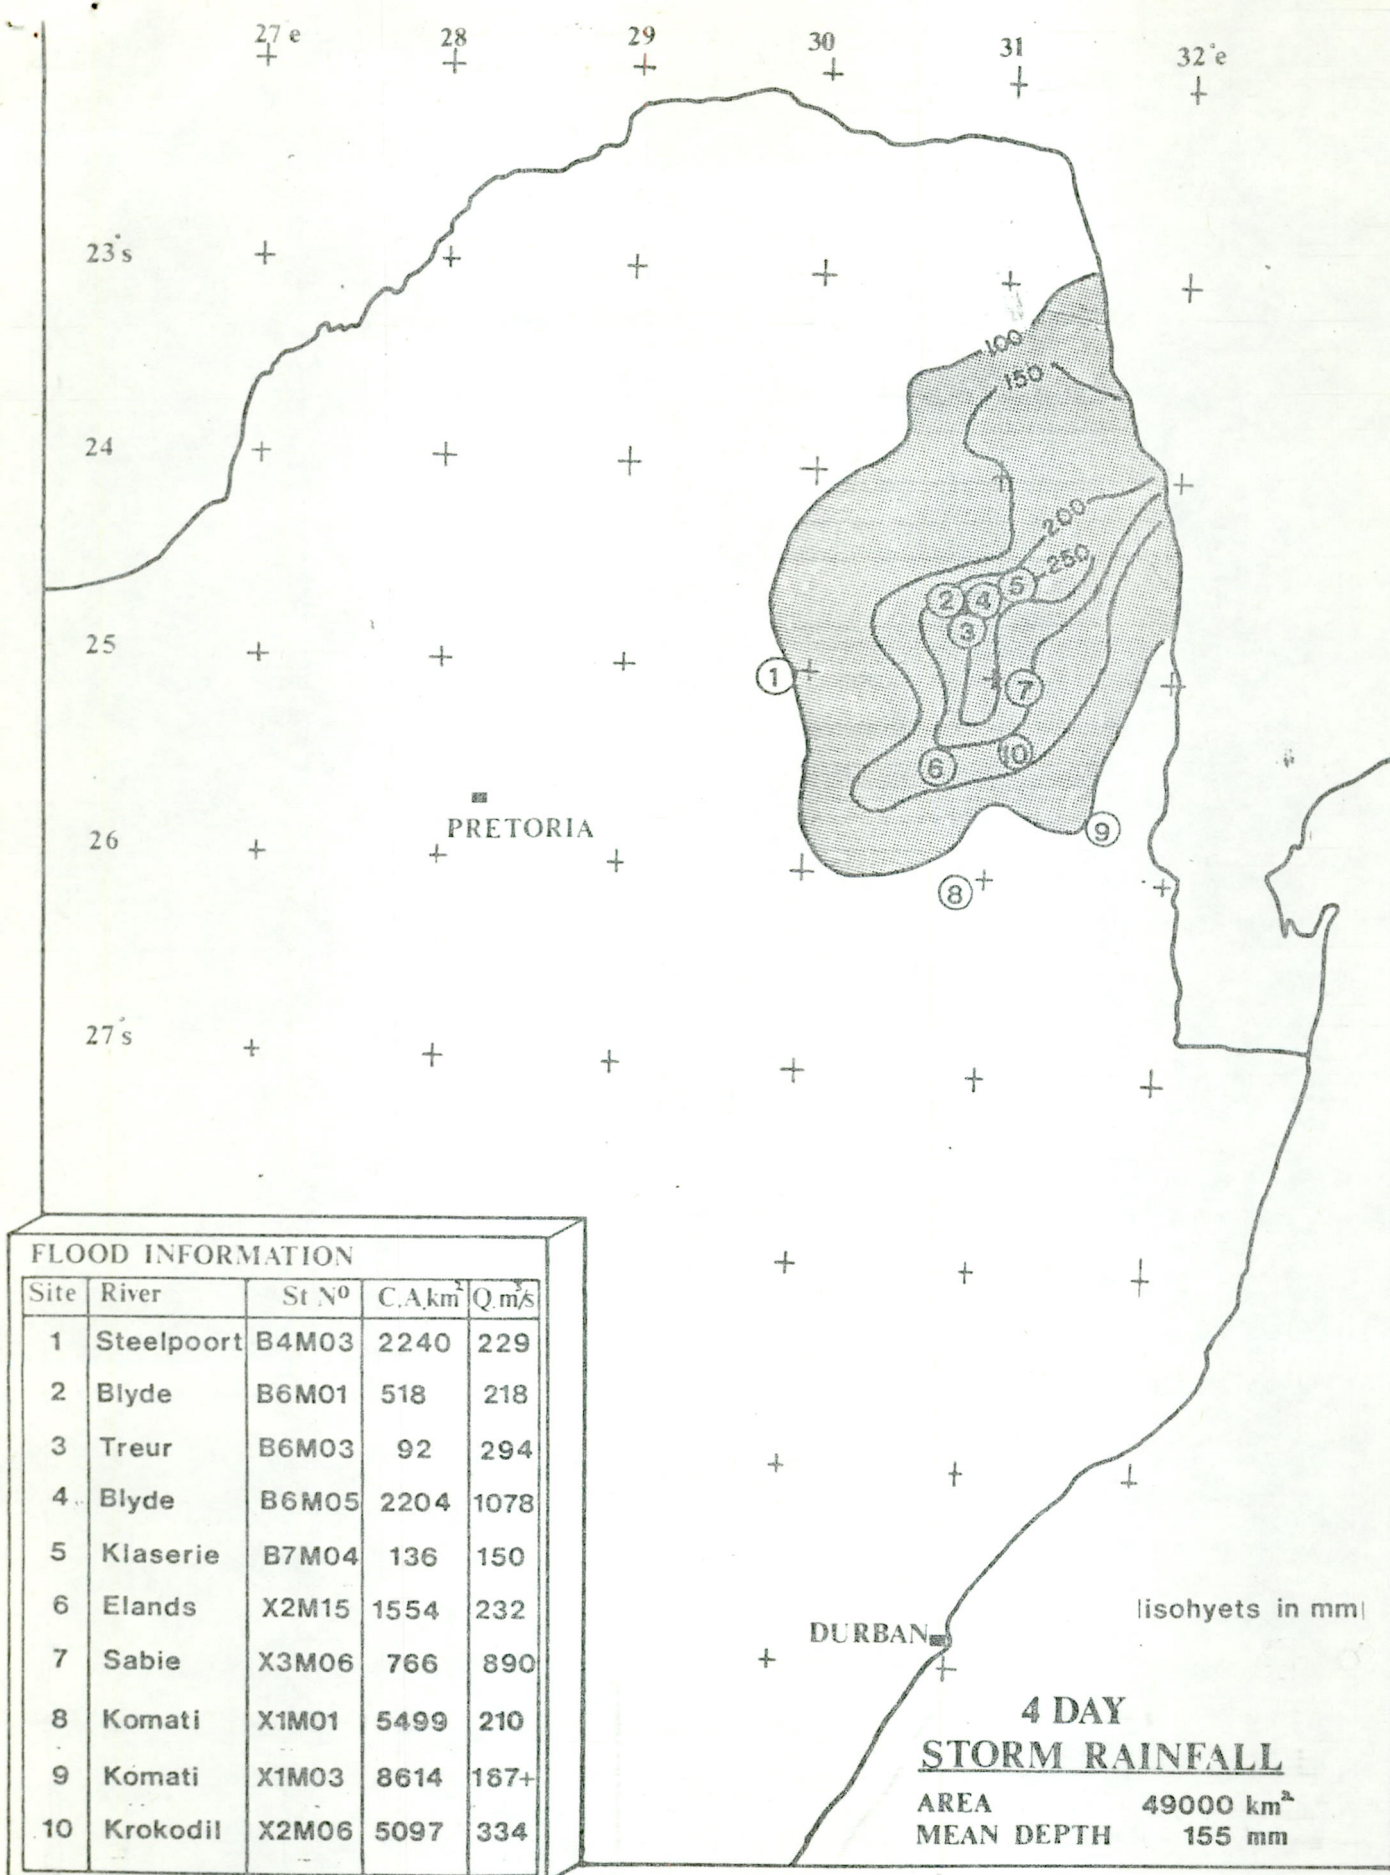 27 e 28 29 30 31 32°e
23°s
100
150
24
200
250
2 4 5
3
25
1
7
6 10
PRETORIA
9
26
8
27°s
FLOOD INFORMATION
Site River St Nº C.A.km² Q.m³/s
1 Steelpoort B4M03 2240 229
2 Blyde B6M01 518 218
3 Treur B6M03 92 294
4 Blyde B6M05 2204 1078
5 Klaserie B7M04 136 150
6 Elands X2M15 1554 232
7 Sabie X3M06 766 890
8 Komati X1M01 5499 210
9 Komati X1M03 8614 187+
10 Krokodil X2M06 5097 334
isohyets in mm
DURBAN
4 DAY
STORM RAINFALL
AREA 49000 km²
MEAN DEPTH 155 mm